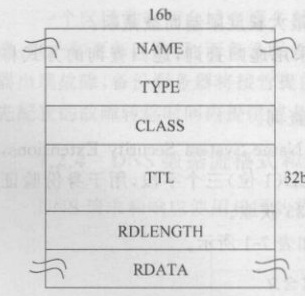 16b
NAME
TYPE
CLASS
TTL
32b
RDLENGTH
RDATA